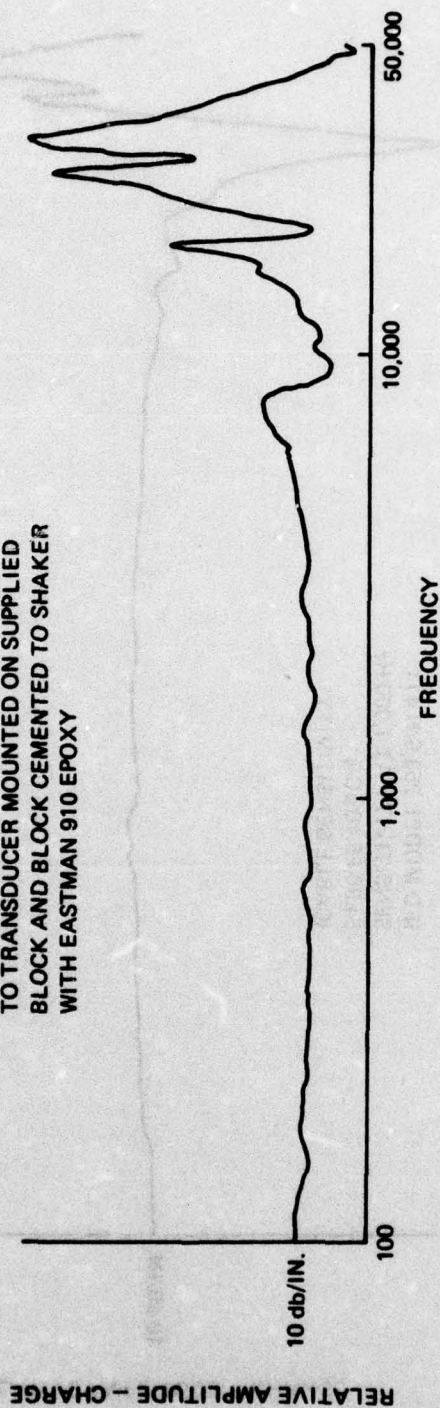 TO TRANSDUCER MOUNTED ON SUPPLIED
BLOCK AND BLOCK CEMENTED TO SHAKER
WITH EASTMAN 910 EPOXY
RELATIVE AMPLITUDE – CHARGE
10 db/IN.
100
1,000
10,000
50,000
FREQUENCY